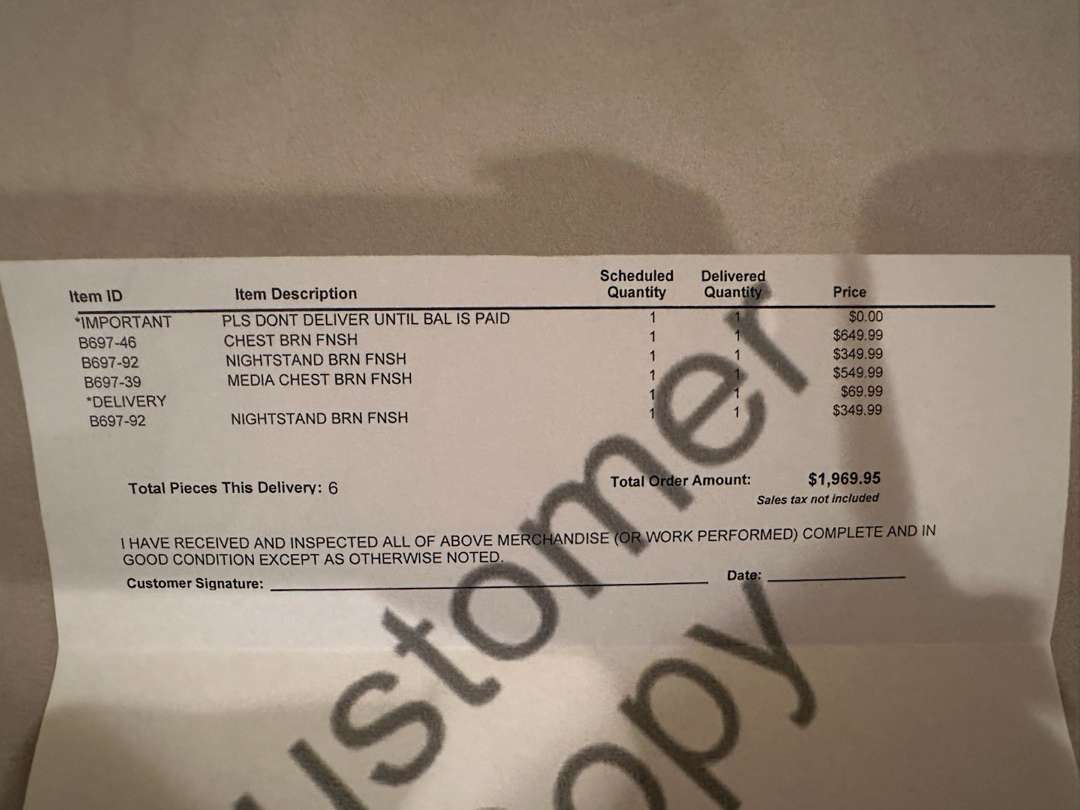 Item ID Item Description Scheduled Quantity Delivered Quantity Price
*IMPORTANT PLS DONT DELIVER UNTIL BAL IS PAID 1 1 $0.00
B697-46 CHEST BRN FNSH 1 1 $649.99
B697-92 NIGHTSTAND BRN FNSH 1 1 $349.99
B697-39 MEDIA CHEST BRN FNSH 1 1 $549.99
*DELIVERY 1 1 $69.99
B697-92 NIGHTSTAND BRN FNSH 1 1 $349.99
Total Pieces This Delivery: 6 Total Order Amount: $1,969.95
Sales tax not included
I HAVE RECEIVED AND INSPECTED ALL OF ABOVE MERCHANDISE (OR WORK PERFORMED) COMPLETE AND IN
GOOD CONDITION EXCEPT AS OTHERWISE NOTED.
Customer Signature: Date:
ustomer
opy